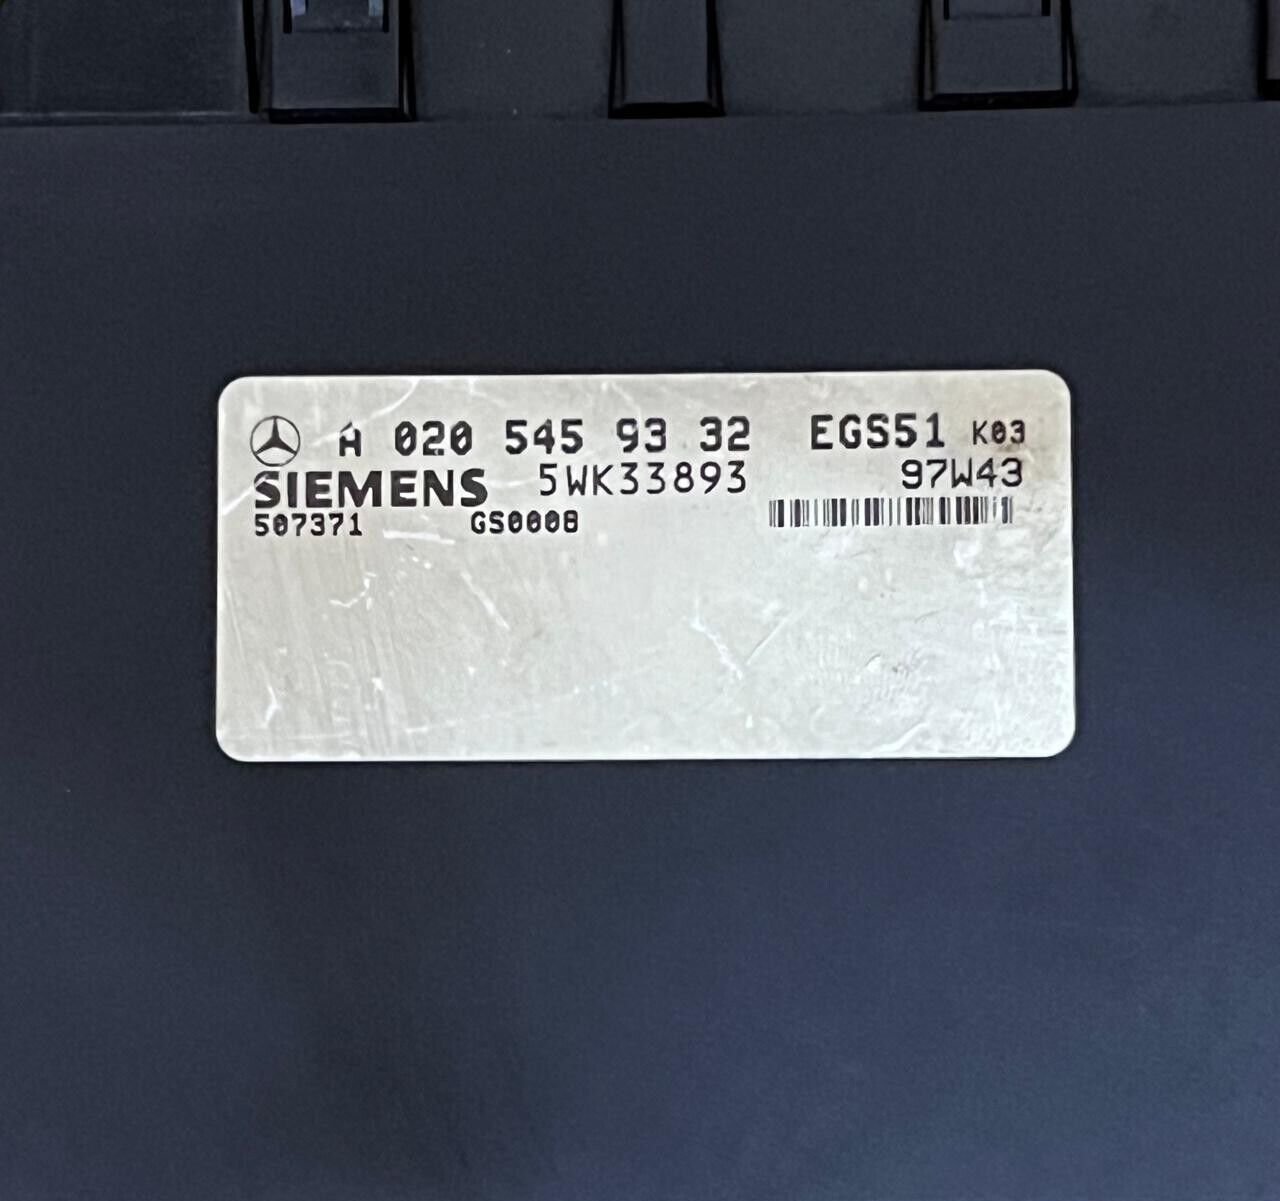 A 020 545 93 32 EGS51 K03
SIEMENS 5WK33893 97W43
507371 GS0008